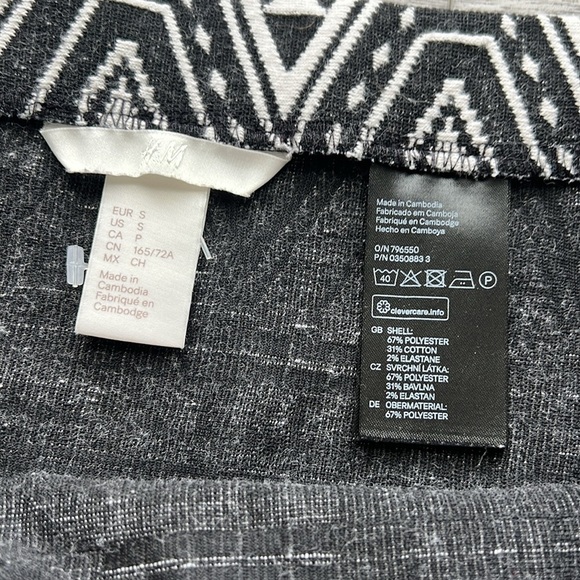 H&M
EUR S
US S
CA P
CN 165/72A
MX CH
Made in
Cambodia
Fabriqué en
Cambodge
Made in Cambodia
Fabricado em Camboja
Fabriqué en Cambodge
Hecho en Camboya
O/N 796550
P/N 0350883 3
40
P
clevercare.info
GB SHELL:
67% POLYESTER
31% COTTON
2% ELASTANE
CZ SVRCHNÍ LÁTKA:
67% POLYESTER
31% BAVLNA
2% ELASTAN
DE OBERMATERIAL:
67% POLYESTER